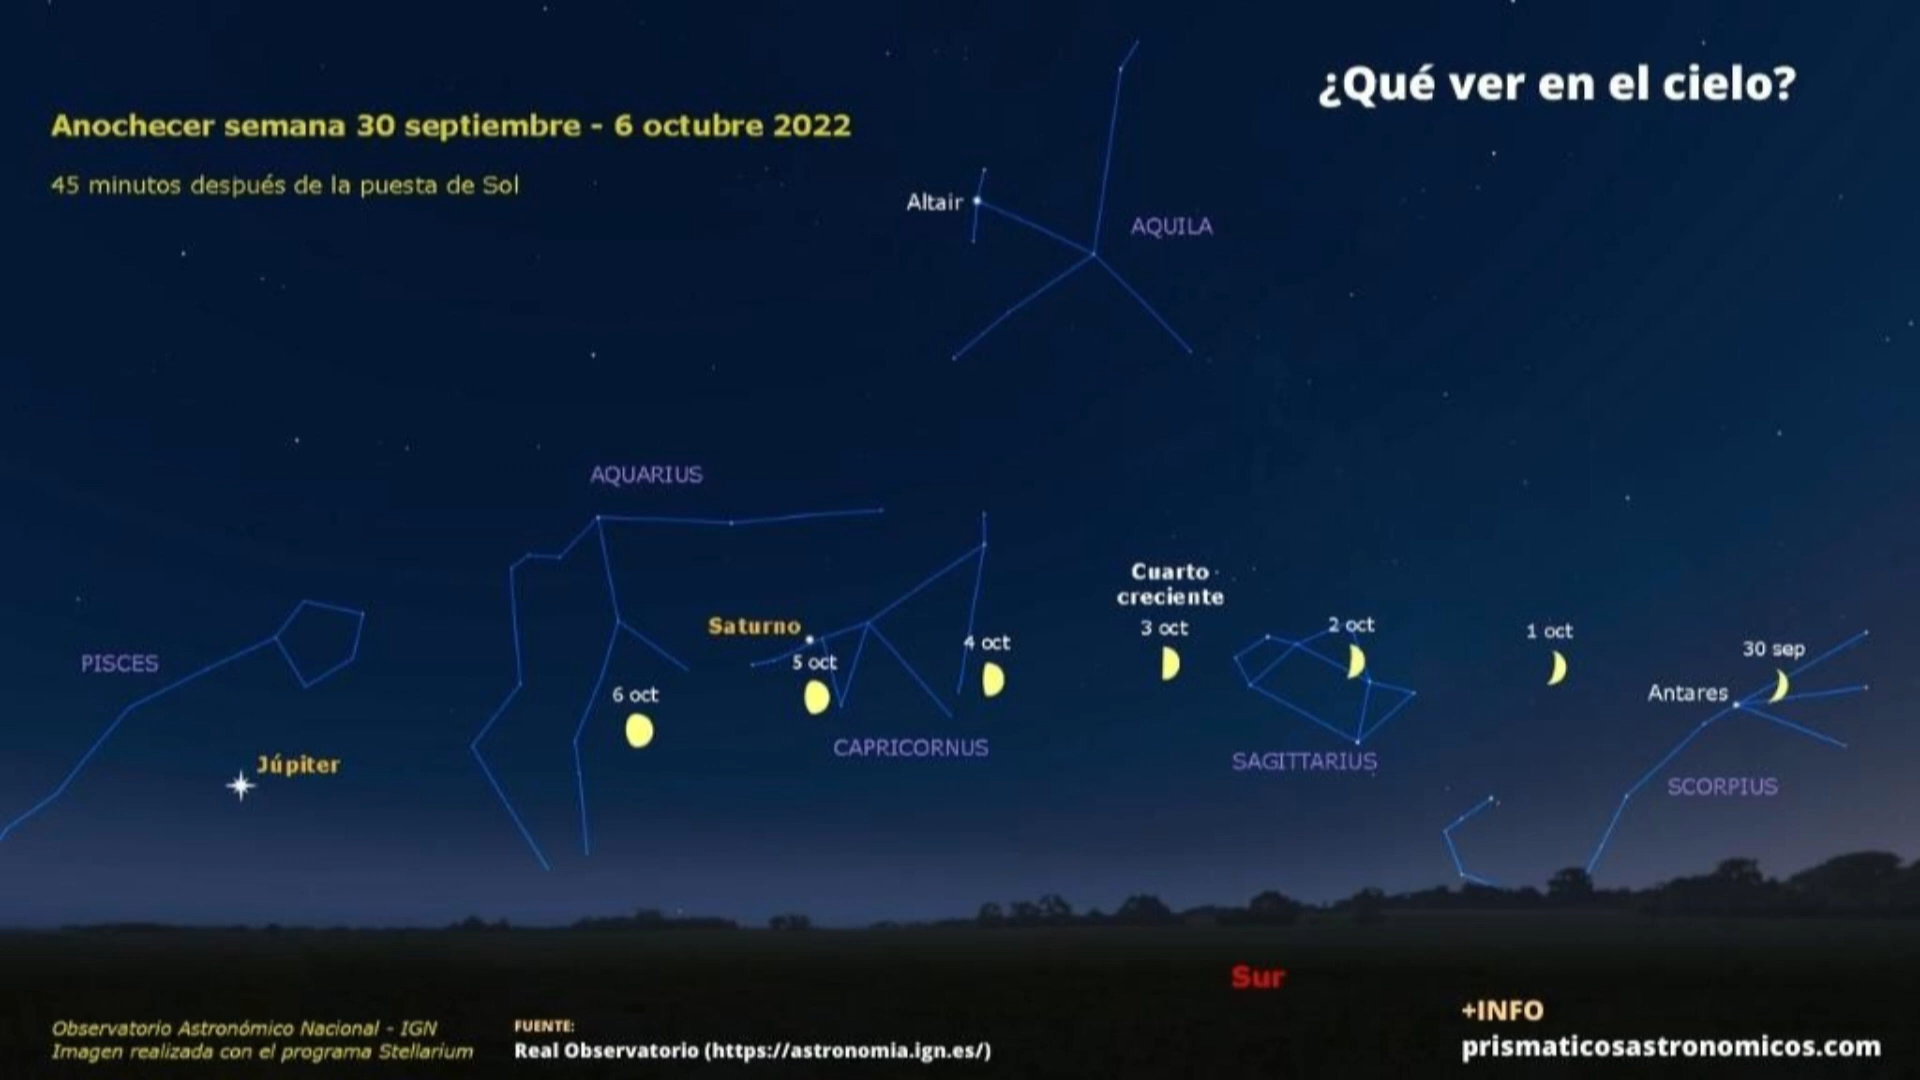 ¿Qué ver en el cielo?
Anochecer semana 30 septiembre - 6 octubre 2022
45 minutos después de la puesta de Sol
Altair
AQUILA
AQUARIUS
Cuarto
creciente
Saturno
3 oct
2 oct
1 oct
4 oct
30 sep
PISCES
5 oct
6 oct
Antares
CAPRICORNUS
Júpiter
SAGITTARIUS
SCORPIUS
Sur
Observatorio Astronómico Nacional - IGN
Imagen realizada con el programa Stellarium
FUENTE:
Real Observatorio (https://astronomia.ign.es/)
+INFO
prismaticosastronomicos.com